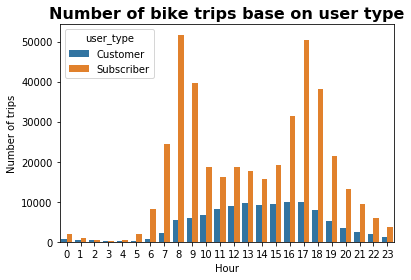 Number of bike trips base on user type
user_type
Customer
Subscriber
Number of trips
50000
40000
30000
20000
10000
0
0 1 2 3 4 5 6 7 8 9 10 11 12 13 14 15 16 17 18 19 20 21 22 23
Hour